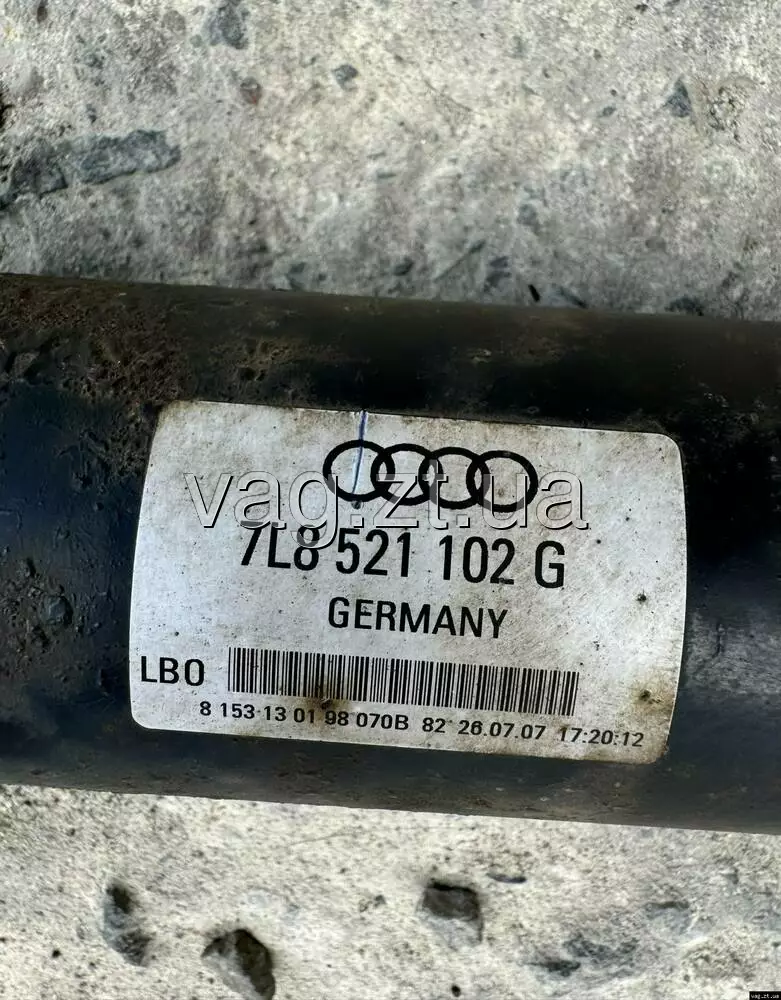 vag.zt.ua
7L8 521 102 G
GERMANY
LB0
8 153 13 01 98 070B 82 26.07.07 17:20:12
vag.zt.ua